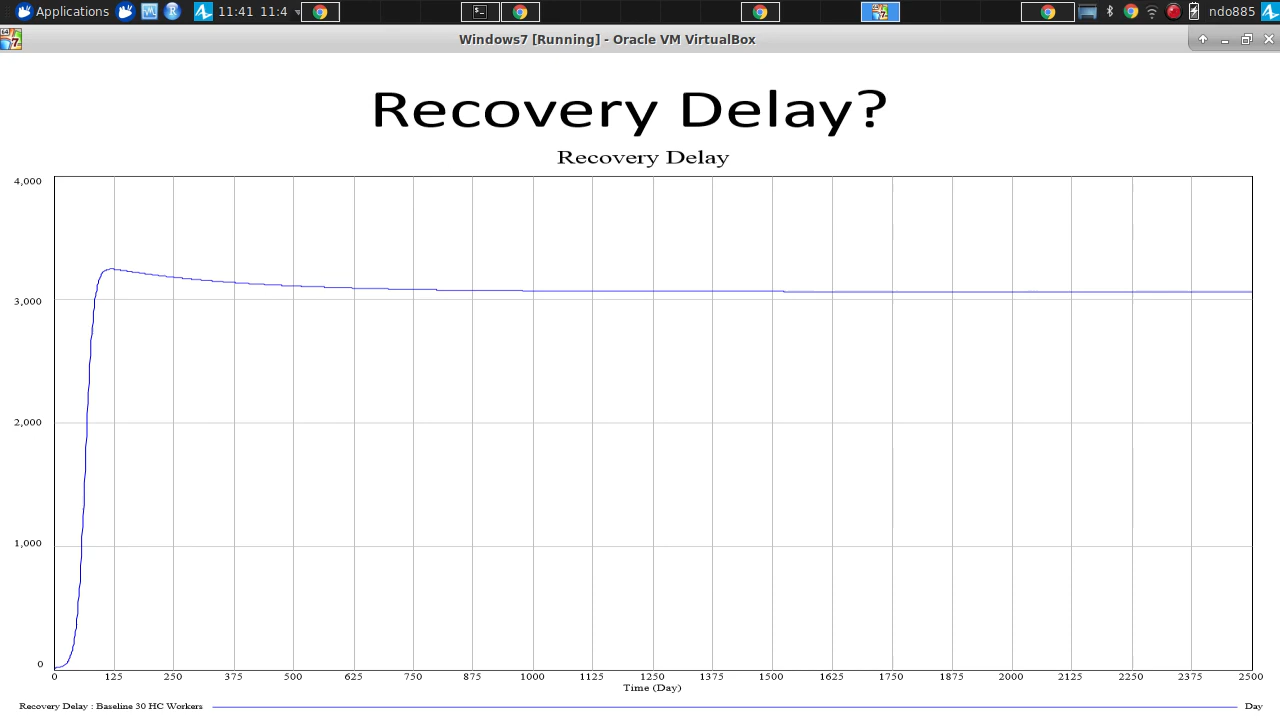 Applications 11:41 11:4 ndo885
Windows7 [Running] - Oracle VM VirtualBox
Recovery Delay?
Recovery Delay
4,000
3,000
2,000
1,000
0
0 125 250 375 500 625 750 875 1000 1125 1250 1375 1500 1625 1750 1875 2000 2125 2250 2375 2500
Time (Day)
Recovery Delay : Baseline 30 HC Workers Day